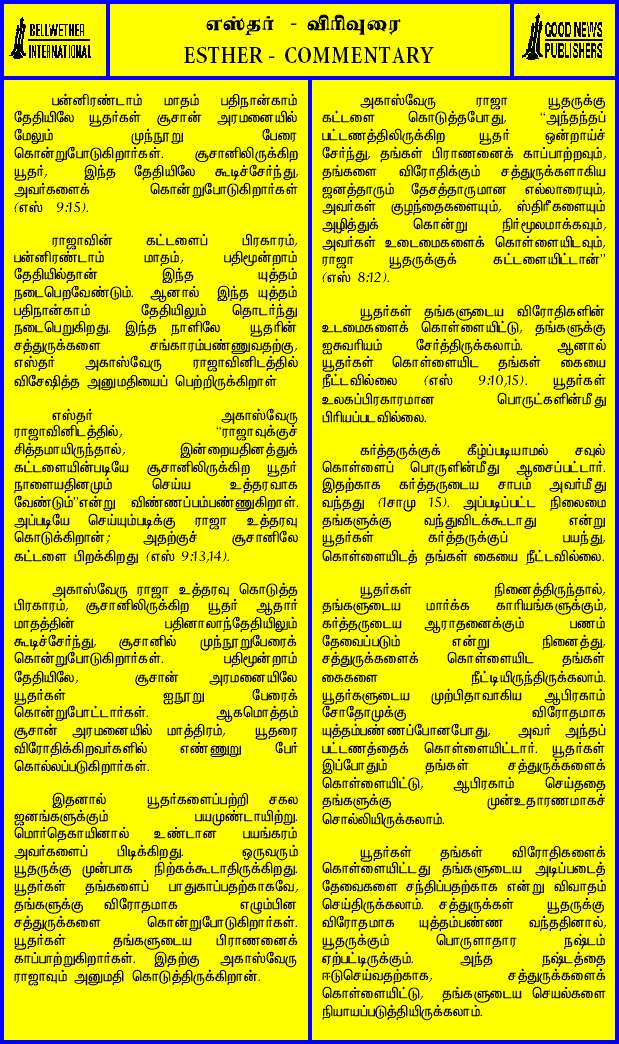 BELLWETHER
INTERNATIONAL
எஸ்தர் - விரிவுரை
ESTHER - COMMENTARY
GOOD NEWS
PUBLISHERS
பன்னிரண்டாம் மாதம் பதிநான்காம்
தேதியிலே யூதர்கள் சூசான் அரமனையில்
மேலும் முந்நூறு பேரை
கொன்றுபோடுகிறார்கள். சூசானிலிருக்கிற
யூதர், இந்த தேதியிலே கூடிச்சேர்ந்து,
அவர்களைக் கொன்றுபோடுகிறார்கள்
(எஸ் 9:15).
ராஜாவின் கட்டளைப் பிரகாரம்,
பன்னிரண்டாம் மாதம், பதிமூன்றாம்
தேதியில்தான் இந்த யுத்தம்
நடைபெறவேண்டும். ஆனால் இந்த யுத்தம்
பதிநான்காம் தேதியிலும் தொடர்ந்து
நடைபெறுகிறது. இந்த நாளிலே யூதரின்
சத்துருக்களை சங்காரம்பண்ணுவதற்கு,
எஸ்தர் அகாஸ்வேரு ராஜாவினிடத்தில்
விசேஷித்த அனுமதியைப் பெற்றிருக்கிறாள்
எஸ்தர் அகாஸ்வேரு
ராஜாவினிடத்தில், “ராஜாவுக்குச்
சித்தமாயிருந்தால், இன்றையதினத்துக்
கட்டளையின்படியே சூசானிலிருக்கிற யூதர்
நாளையதினமும் செய்ய உத்தரவாக
வேண்டும்”என்று விண்ணப்பம்பண்ணுகிறாள்.
அப்படியே செய்யும்படிக்கு ராஜா உத்தரவு
கொடுக்கிறான்; அதற்குச் சூசானிலே
கட்டளை பிறக்கிறது (எஸ் 9:13,14).
அகாஸ்வேரு ராஜா உத்தரவு கொடுத்த
பிரகாரம், சூசானிலிருக்கிற யூதர் ஆதார்
மாதத்தின் பதினாலாந்தேதியிலும்
கூடிச்சேர்ந்து, சூசானில் முந்நூறுபேரைக்
கொன்றுபோடுகிறார்கள். பதிமூன்றாம்
தேதியிலே, சூசான் அரமனையிலே
யூதர்கள் ஐநூறு பேரைக்
கொன்றுபோட்டார்கள். ஆகமொத்தம்
சூசான் அரமனையில் மாத்திரம், யூதரை
விரோதிக்கிறவர்களில் எண்ணுறு பேர்
கொல்லப்படுகிறார்கள்.
இதனால் யூதர்களைப்பற்றி சகல
ஜனங்களுக்கும் பயமுண்டாயிற்று.
மொர்தெகாயினால் உண்டான பயங்கரம்
அவர்களைப் பிடிக்கிறது. ஒருவரும்
யூதருக்கு முன்பாக நிற்கக்கூடாதிருக்கிறது.
யூதர்கள் தங்களைப் பாதுகாப்பதற்காகவே,
தங்களுக்கு விரோதமாக எழும்பின
சத்துருக்களை கொன்றுபோடுகிறார்கள்.
யூதர்கள் தங்களுடைய பிராணனைக்
காப்பாற்றுகிறார்கள். இதற்கு அகாஸ்வேரு
ராஜாவும் அனுமதி கொடுத்திருக்கிறான்.
அகாஸ்வேரு ராஜா யூதருக்கு
கட்டளை கொடுத்தபோது, “அந்தந்தப்
பட்டணத்திலிருக்கிற யூதர் ஒன்றாய்ச்
சேர்ந்து, தங்கள் பிராணனைக் காப்பாற்றவும்,
தங்களை விரோதிக்கும் சத்துருக்களாகிய
ஜனத்தாரும் தேசத்தாருமான எல்லாரையும்,
அவர்கள் குழந்தைகளையும், ஸ்திரீகளையும்
அழித்துக் கொன்று நிர்மூலமாக்கவும்,
அவர்கள் உடைமைகளைக் கொள்ளையிடவும்,
ராஜா யூதருக்குக் கட்டளையிட்டான்”
(எஸ் 8:12).
யூதர்கள் தங்களுடைய விரோதிகளின்
உடமைகளைக் கொள்ளையிட்டு, தங்களுக்கு
ஐசுவரியம் சேர்த்திருக்கலாம். ஆனால்
யூதர்கள் கொள்ளையிட தங்கள் கையை
நீட்டவில்லை (எஸ் 9:10,15). யூதர்கள்
உலகப்பிரகாரமான பொருட்களின்மீது
பிரியப்படவில்லை.
கர்த்தருக்குக் கீழ்ப்படியாமல் சவுல்
கொள்ளைப் பொருளின்மீது ஆசைப்பட்டார்.
இதற்காக கர்த்தருடைய சாபம் அவர்மீது
வந்தது (1சாமு 15). அப்படிப்பட்ட நிலைமை
தங்களுக்கு வந்துவிடக்கூடாது என்று
யூதர்கள் கர்த்தருக்குப் பயந்து,
கொள்ளையிடத் தங்கள் கையை நீட்டவில்லை.
யூதர்கள் நினைத்திருந்தால்,
தங்களுடைய மார்க்க காரியங்களுக்கும்,
கர்த்தருடைய ஆராதனைக்கும் பணம்
தேவைப்படும் என்று நினைத்து,
சத்துருக்களைக் கொள்ளையிட தங்கள்
கைகளை நீட்டியிருந்திருக்கலாம்.
யூதர்களுடைய முற்பிதாவாகிய ஆபிரகாம்
சோதோமுக்கு விரோதமாக
யுத்தம்பண்ணப்போனபோது, அவர் அந்தப்
பட்டணத்தைக் கொள்ளையிட்டார். யூதர்கள்
இப்போதும் தங்கள் சத்துருக்களைக்
கொள்ளையிட்டு, ஆபிரகாம் செய்ததை
தங்களுக்கு முன்உதாரணமாகச்
சொல்லியிருக்கலாம்.
யூதர்கள் தங்கள் விரோதிகளைக்
கொள்ளையிட்டது தங்களுடைய அடிப்படைத்
தேவைகளை சந்திப்பதற்காக என்று விவாதம்
செய்திருக்கலாம். சத்துருக்கள் யூதருக்கு
விரோதமாக யுத்தம்பண்ண வந்ததினால்,
யூதருக்கும் பொருளாதார நஷ்டம்
ஏற்பட்டிருக்கும். அந்த நஷ்டத்தை
ஈடுசெய்வதற்காக, சத்துருக்களைக்
கொள்ளையிட்டு, தங்களுடைய செயல்களை
நியாயப்படுத்தியிருக்கலாம்.